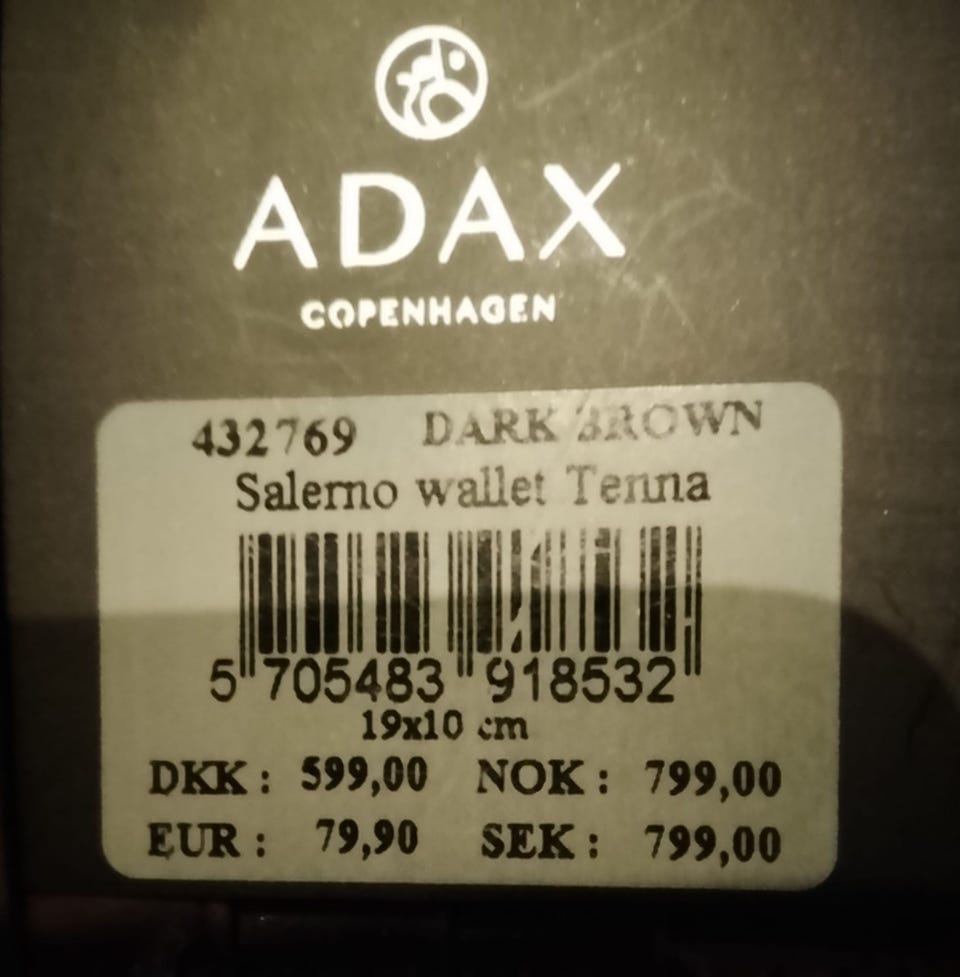 ADAX
COPENHAGEN
432769 DARK BROWN
Salerno wallet Tenna
5 705483 918532
19x10 cm
DKK : 599,00 NOK : 799,00
EUR : 79,90 SEK : 799,00